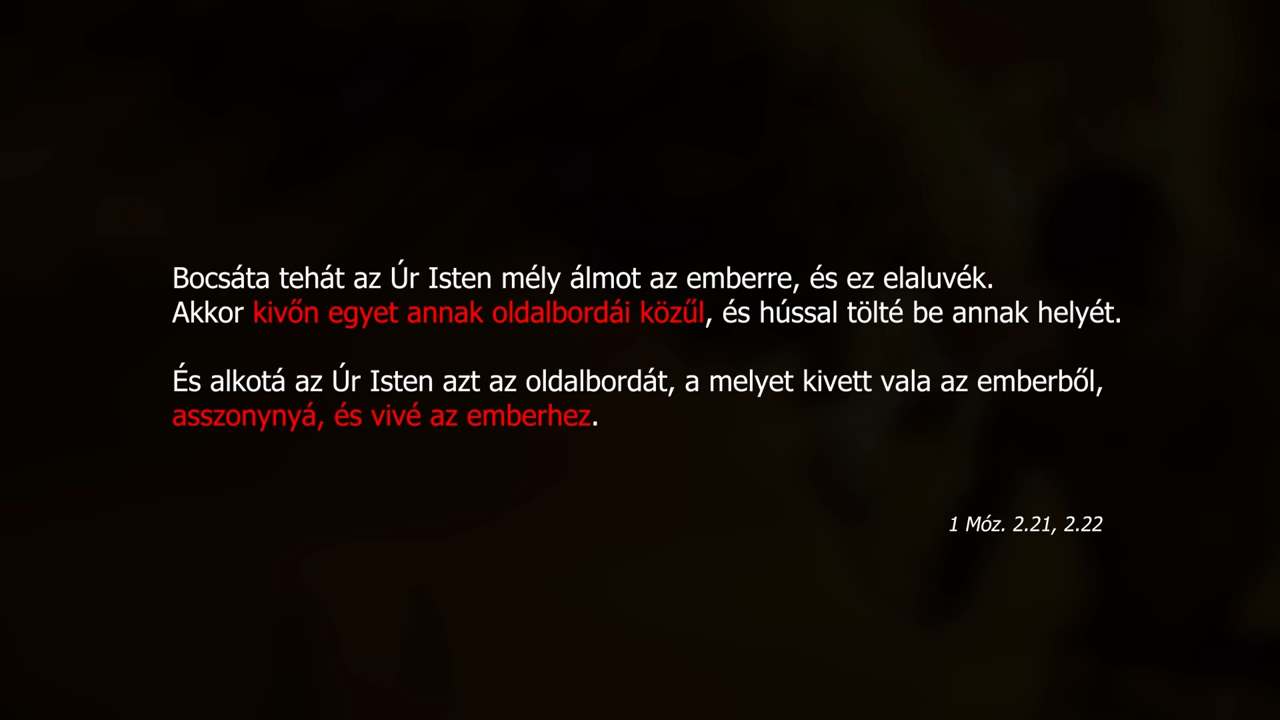 Bocsáta tehát az Úr Isten mély álmot az emberre, és ez elaluvék.
Akkor kivőn egyet annak oldalbordái közűl, és hússal tölté be annak helyét.
És alkotá az Úr Isten azt az oldalbordát, a melyet kivett vala az emberből,
asszonynyá, és vivé az emberhez.
1 Móz. 2.21, 2.22